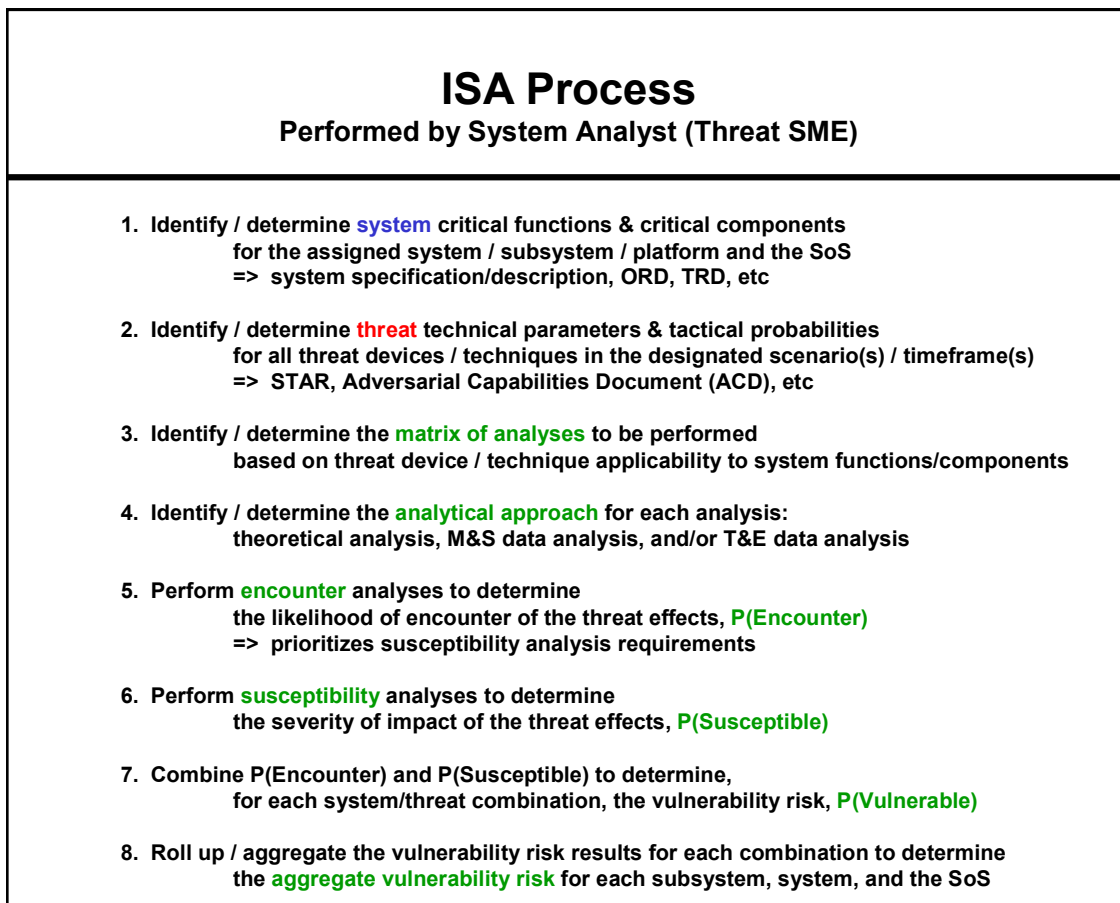 ISA Process
Performed by System Analyst (Threat SME)
1. Identify / determine system critical functions & critical components
for the assigned system / subsystem / platform and the SoS
=> system specification/description, ORD, TRD, etc
2. Identify / determine threat technical parameters & tactical probabilities
for all threat devices / techniques in the designated scenario(s) / timeframe(s)
=> STAR, Adversarial Capabilities Document (ACD), etc
3. Identify / determine the matrix of analyses to be performed
based on threat device / technique applicability to system functions/components
4. Identify / determine the analytical approach for each analysis:
theoretical analysis, M&S data analysis, and/or T&E data analysis
5. Perform encounter analyses to determine
the likelihood of encounter of the threat effects, P(Encounter)
=> prioritizes susceptibility analysis requirements
6. Perform susceptibility analyses to determine
the severity of impact of the threat effects, P(Susceptible)
7. Combine P(Encounter) and P(Susceptible) to determine,
for each system/threat combination, the vulnerability risk, P(Vulnerable)
8. Roll up / aggregate the vulnerability risk results for each combination to determine
the aggregate vulnerability risk for each subsystem, system, and the SoS